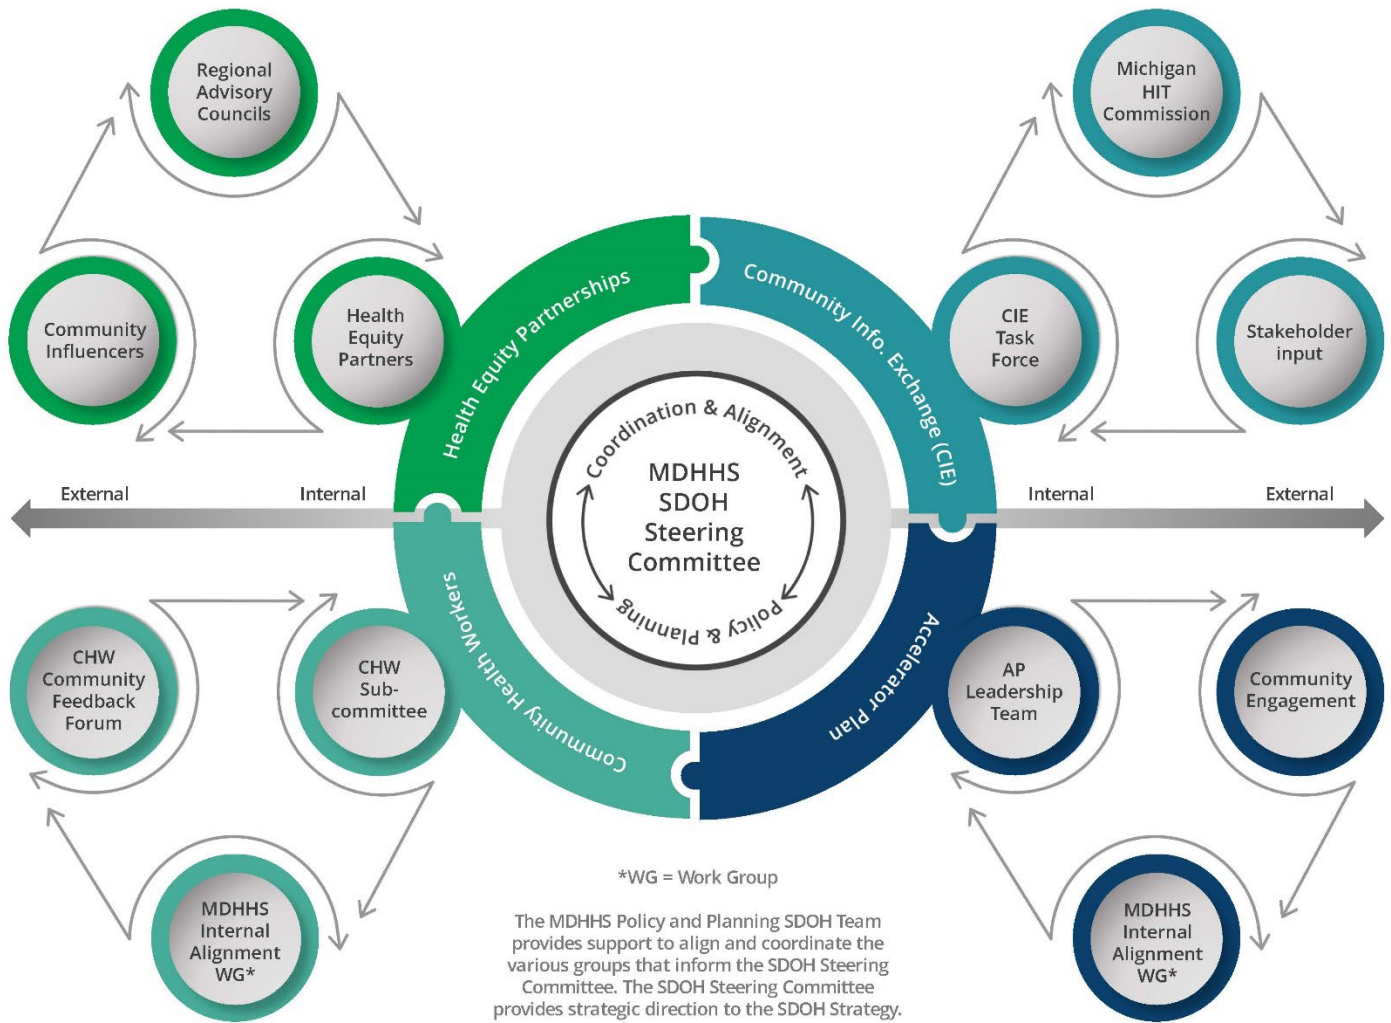 Regional
Advisory
Councils
Community
Influencers
Health
Equity
Partners
Michigan
HIT
Commission
CIE
Task
Force
Stakeholder
input
Health Equity Partnerships
Community Info. Exchange (CIE)
Coordination & Alignment
MDHHS
SDOH
Steering
Committee
Policy & Planning
External
Internal
Internal
External
Community Health Workers
Accelerator Plan
CHW
Community
Feedback
Forum
CHW
Sub-
committee
MDHHS
Internal
Alignment
WG*
AP
Leadership
Team
Community
Engagement
MDHHS
Internal
Alignment
WG*
*WG = Work Group
The MDHHS Policy and Planning SDOH Team
provides support to align and coordinate the
various groups that inform the SDOH Steering
Committee. The SDOH Steering Committee
provides strategic direction to the SDOH Strategy.